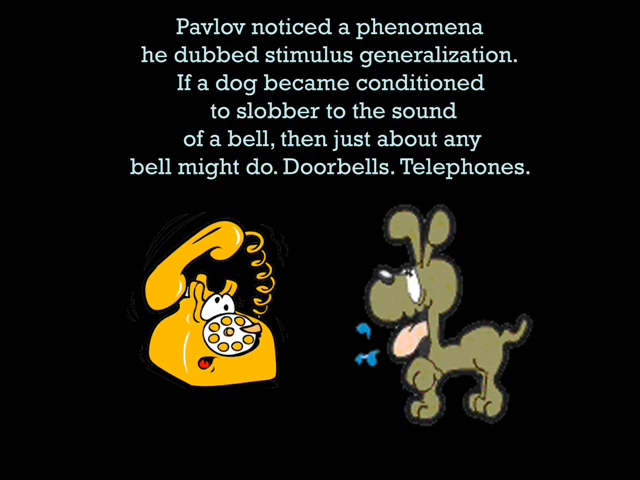 Pavlov noticed a phenomena
he dubbed stimulus generalization.
If a dog became conditioned
to slobber to the sound
of a bell, then just about any
bell might do. Doorbells. Telephones.